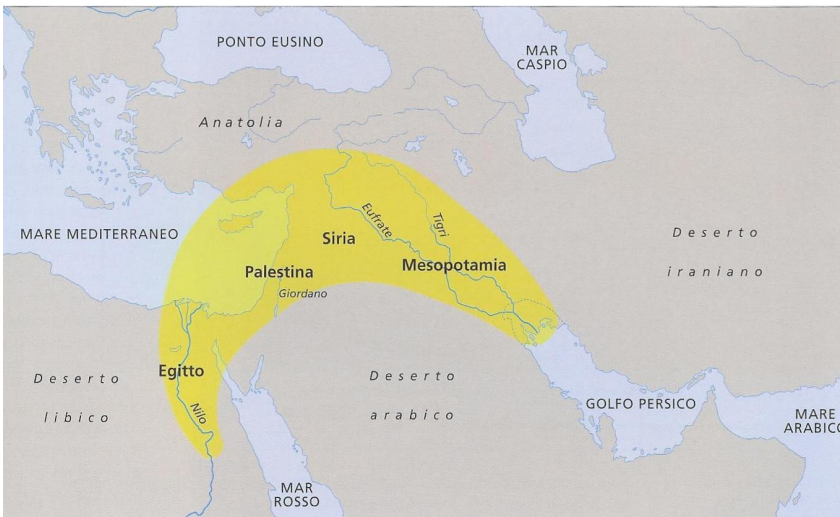 PONTO EUSINO
MAR
CASPIO
Anatolia
MARE MEDITERRANEO
Eufrate
Tigri
Siria
Deserto
iraniano
Palestina
Mesopotamia
Giordano
Egitto
Deserto
libico
Nilo
Deserto
arabico
GOLFO PERSICO
MARE
ARABICO
MAR
ROSSO